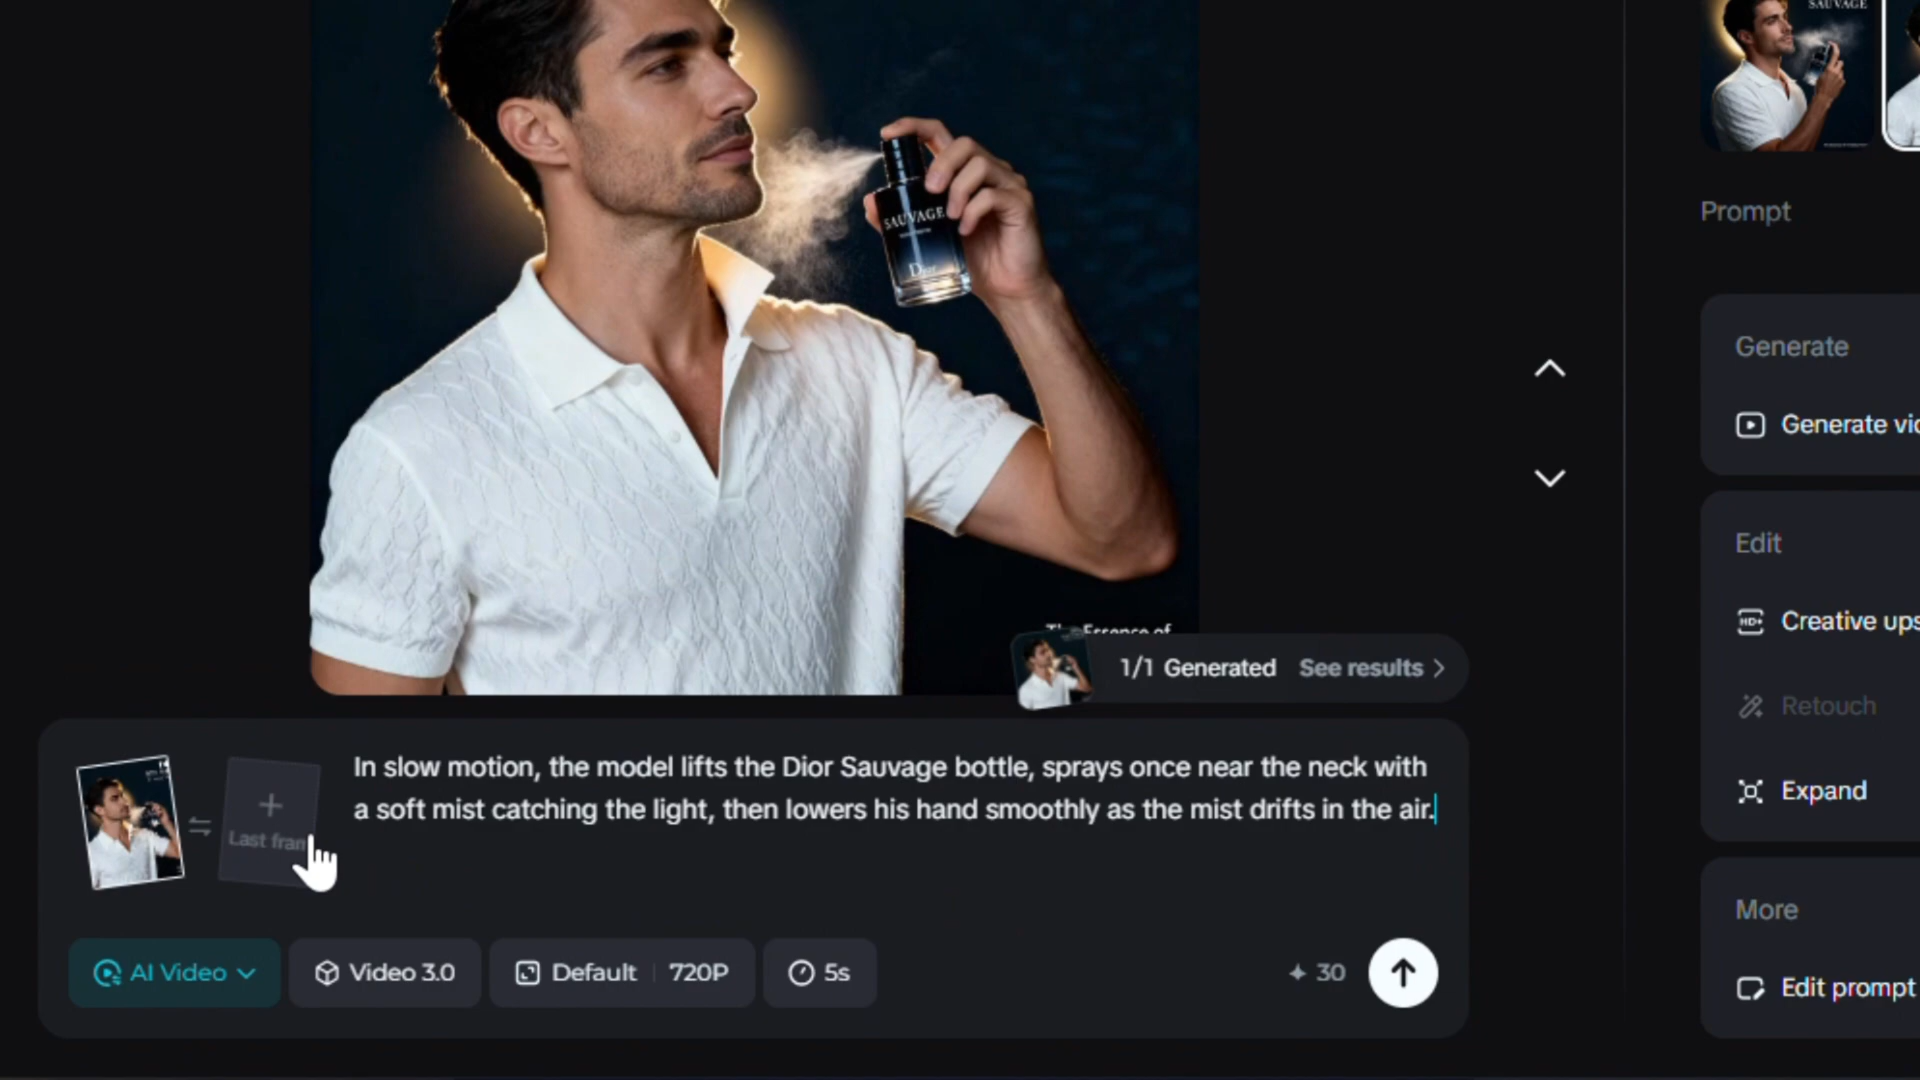 SAUVAGE
SAUVAGE
Dior
Prompt
Generate
Generate
Edit
Creative
Retouch
Expand
The Essence of
1/1 Generated See results
In slow motion, the model lifts the Dior Sauvage bottle, sprays once near the neck with
a soft mist catching the light, then lowers his hand smoothly as the mist drifts in the air.
Last
AI Video Video 3.0 Default 720P 5s 30
More
Edit prompt